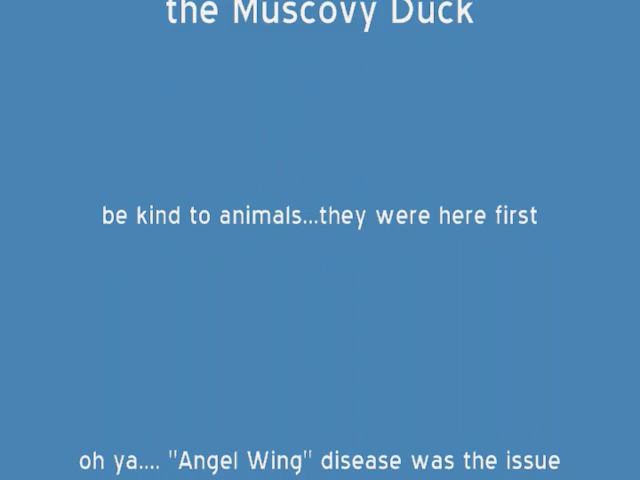 the Muscovy Duck
be kind to animals...they were here first
oh ya.... "Angel Wing" disease was the issue